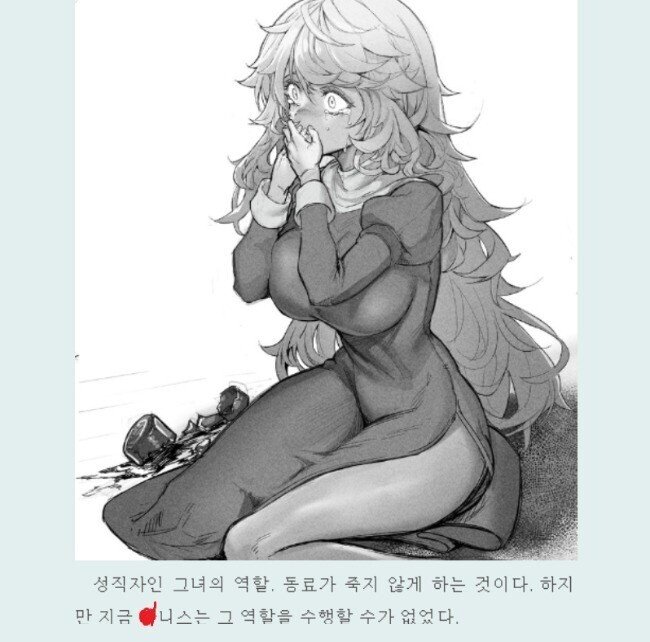 성직자인 그녀의 역할. 동료가 죽지 않게 하는 것이다. 하지
만 지금 니스는 그 역할을 수행할 수가 없었다.